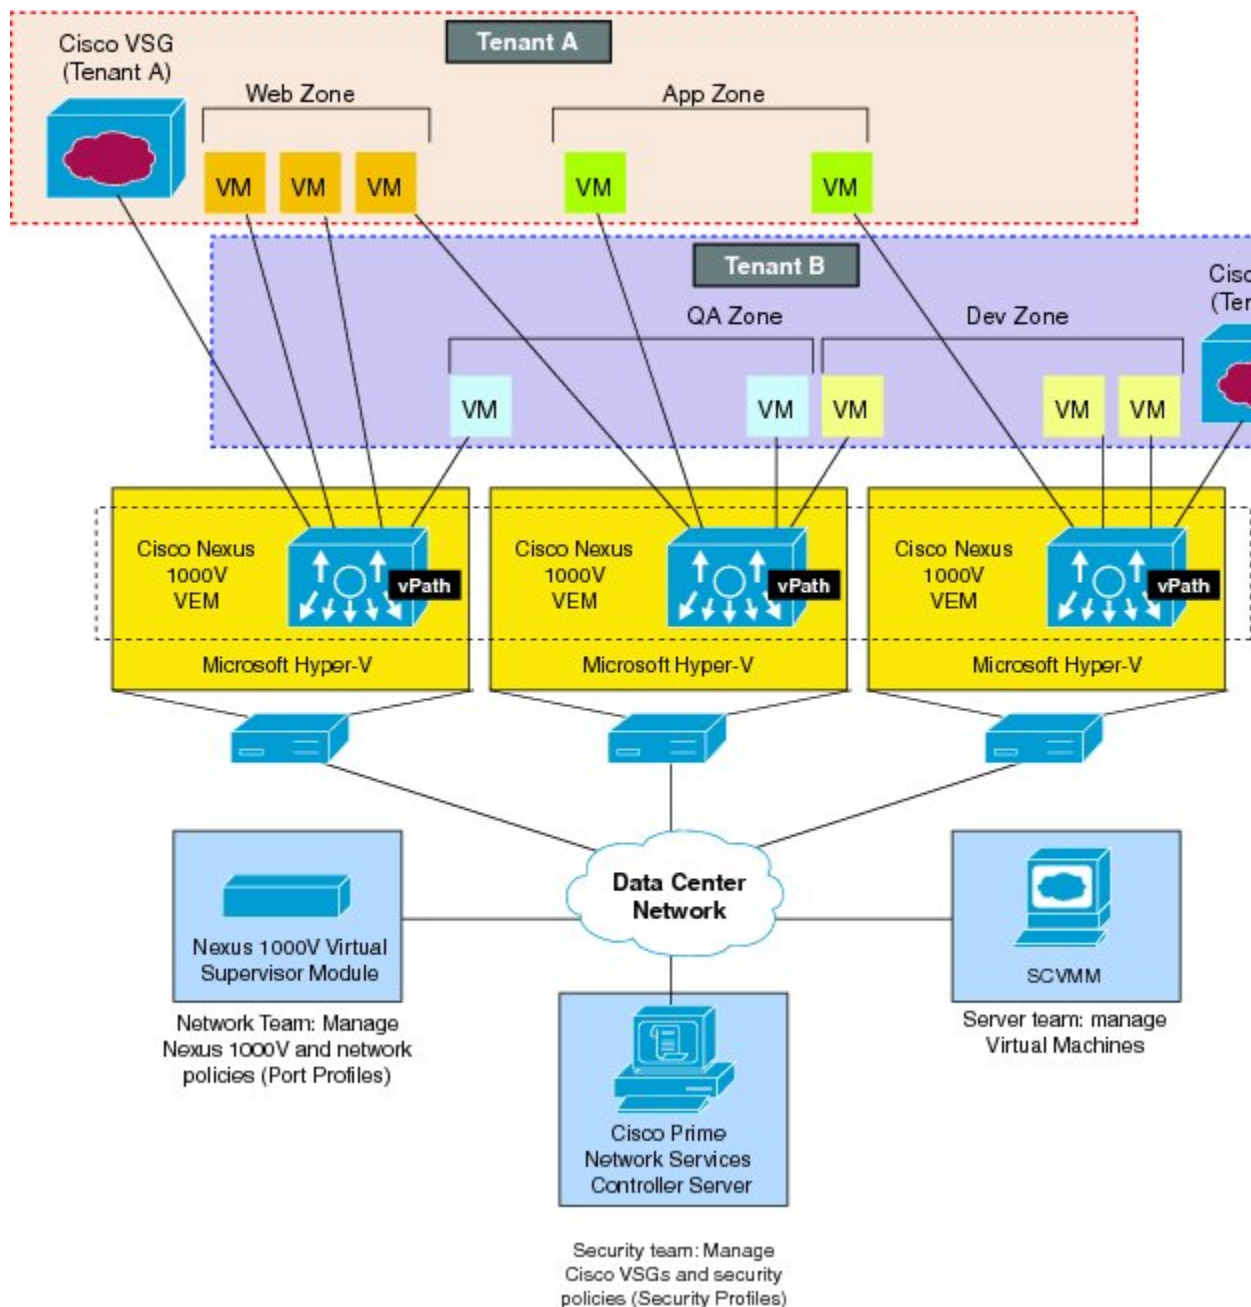 Cisco VSG
(Tenant A)
Tenant A
Web Zone
App Zone
VM
VM
VM
VM
VM
Tenant B
QA Zone
Dev Zone
VM
VM
VM
VM
VM
Cisco Nexus
1000V
VEM
vPath
Microsoft Hyper-V
Cisco Nexus
1000V
VEM
vPath
Microsoft Hyper-V
Cisco Nexus
1000V
VEM
vPath
Microsoft Hyper-V
Data Center
Network
Nexus 1000V Virtual
Supervisor Module
Network Team: Manage
Nexus 1000V and network
policies (Port Profiles)
SCVMM
Server team: manage
Virtual Machines
Cisco Prime
Network Services
Controller Server
Security team: Manage
Cisco VSGs and security
policies (Security Profiles)